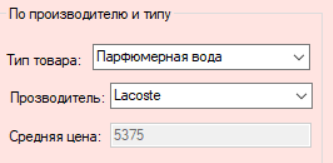 По производителю и типу
Тип товара: Парфюмерная вода
Прозводитель: Lacoste
Средняя цена: 5375